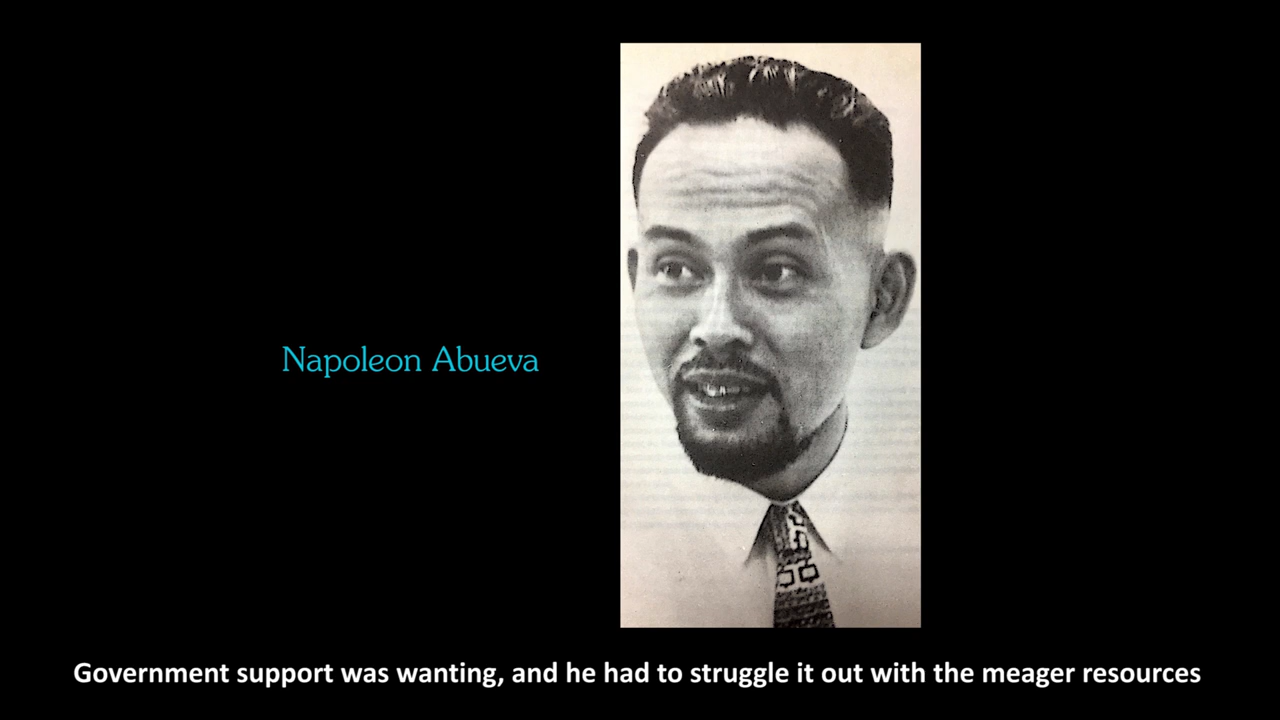 Napoleon Abueva
Government support was wanting, and he had to struggle it out with the meager resources